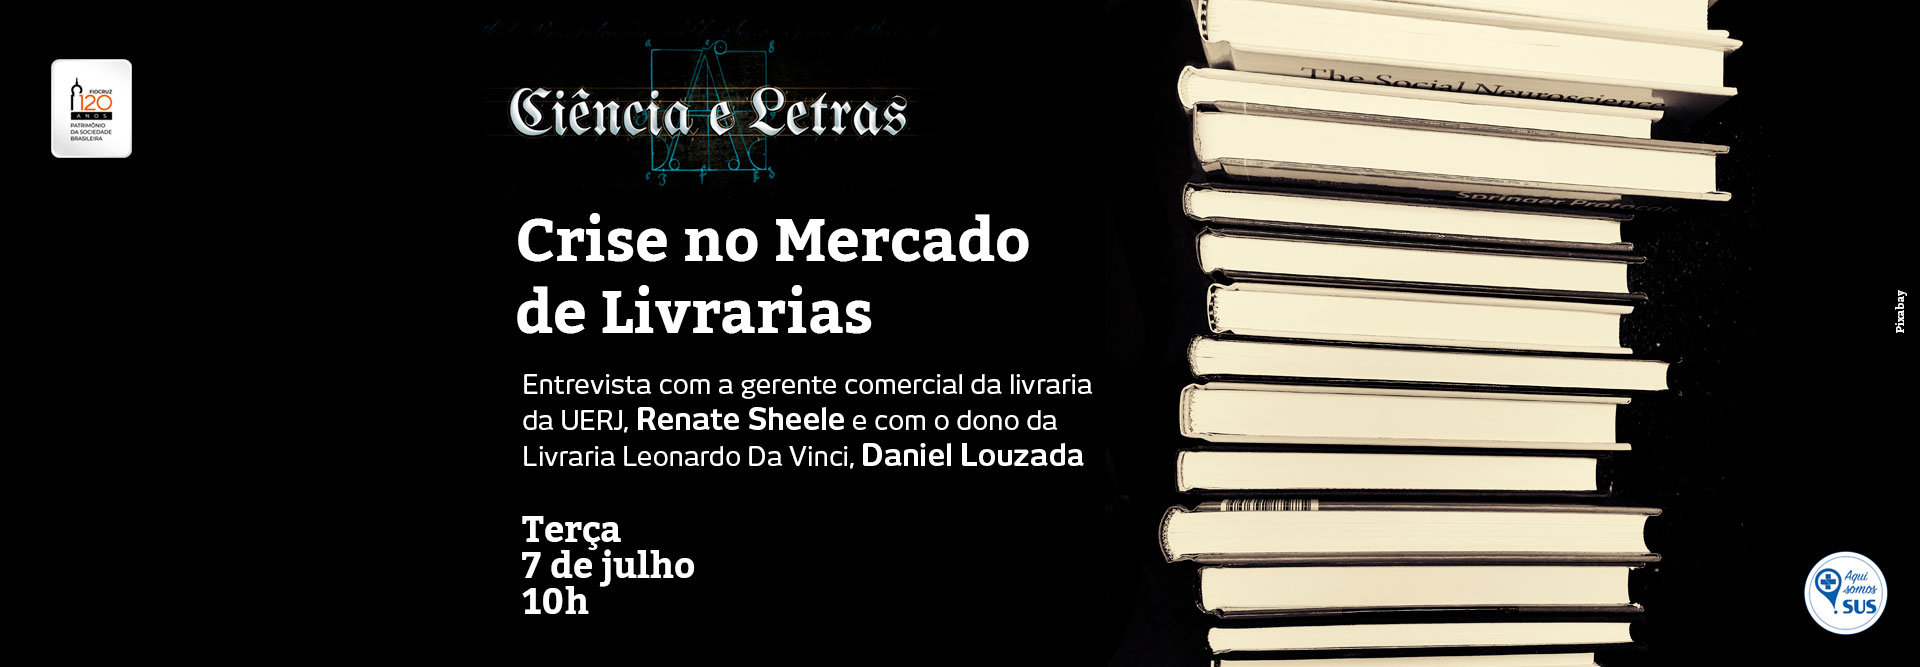 FIOCRUZ
120
ANOS
PATRIMÔNIO
DA SOCIEDADE
BRASILEIRA
Ciência e Letras
Crise no Mercado
de Livrarias
Entrevista com a gerente comercial da livraria
da UERJ, Renate Sheele e com o dono da
Livraria Leonardo Da Vinci, Daniel Louzada
Terça
7 de julho
10h
The Social Neuroscience
Springer Protocols
Pixabay
Aqui
somos
SUS